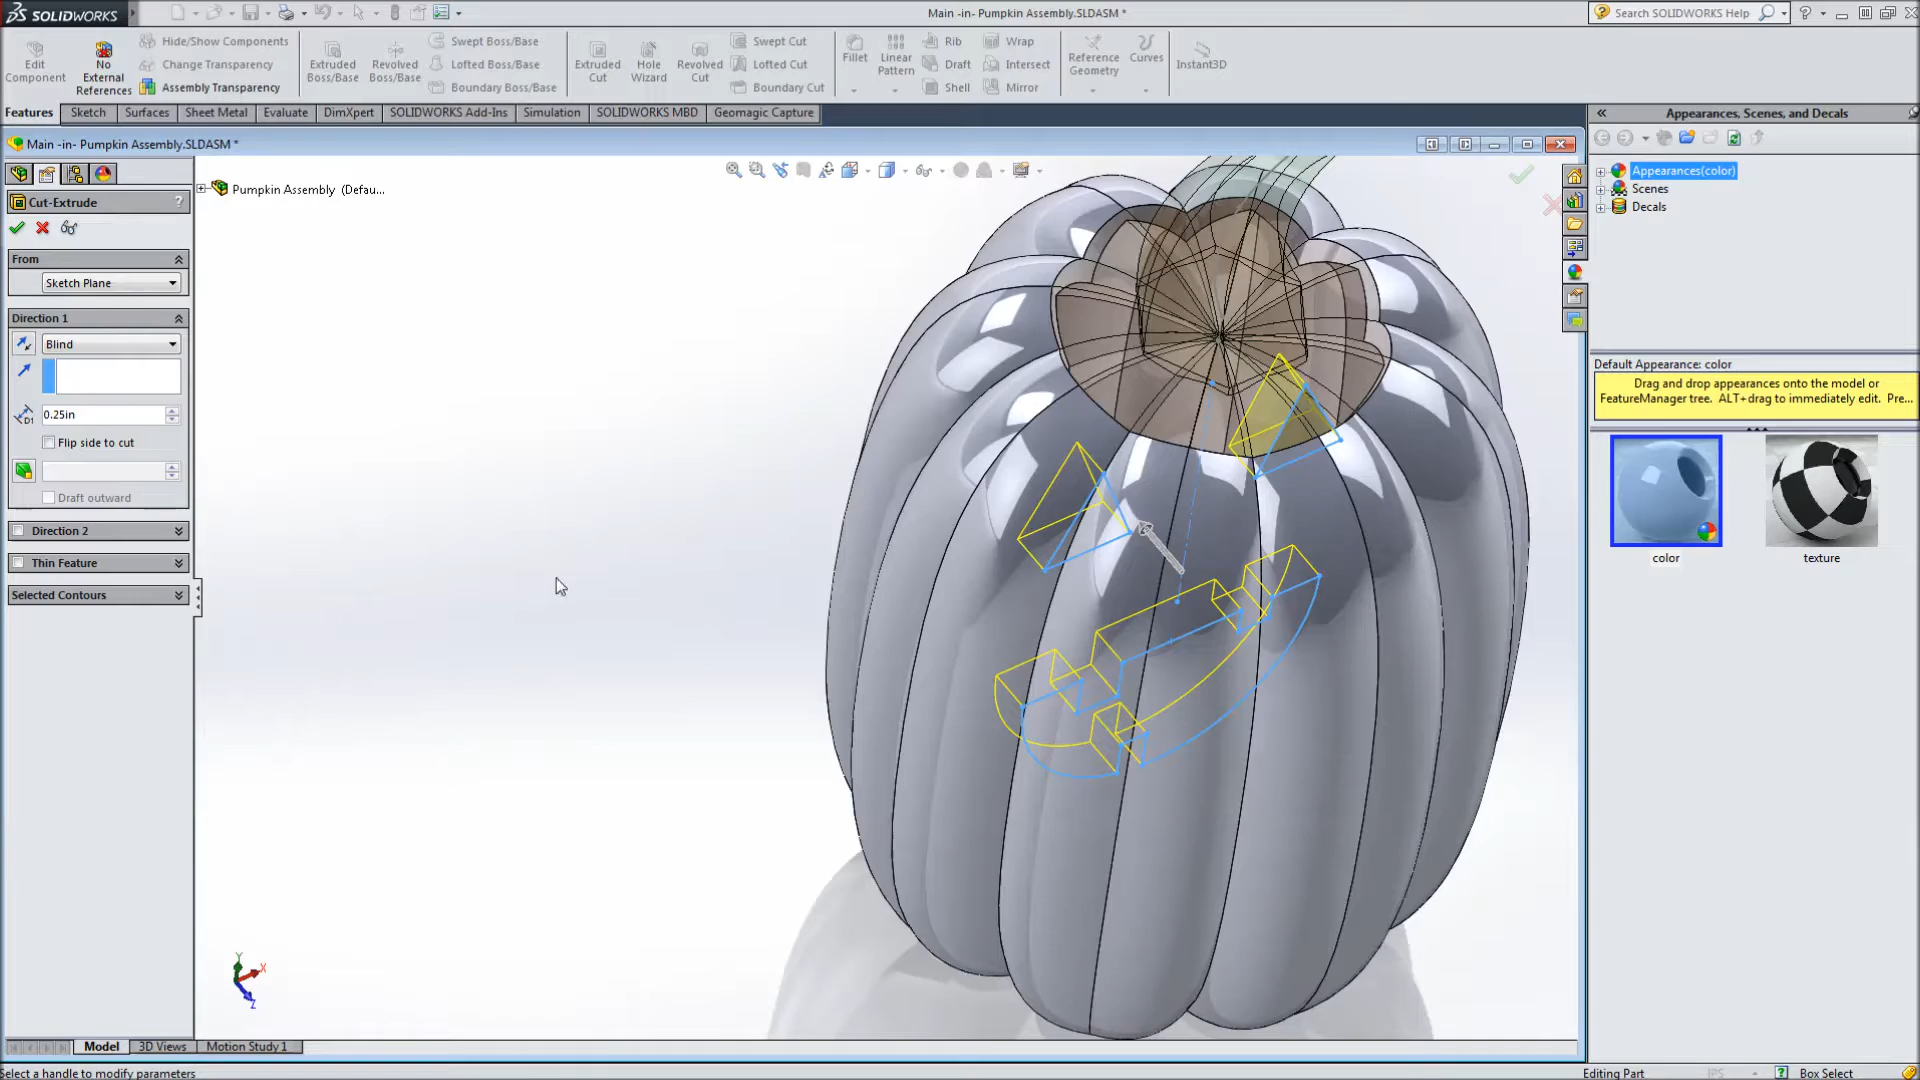 SOLIDWORKS
Main -in- Pumpkin Assembly.SLDASM *
Search SOLIDWORKS Help
Edit Component
No External References
Hide/Show Components
Change Transparency
Assembly Transparency
Extruded Boss/Base
Revolved Boss/Base
Swept Boss/Base
Lofted Boss/Base
Boundary Boss/Base
Extruded Cut
Hole Wizard
Revolved Cut
Swept Cut
Lofted Cut
Boundary Cut
Fillet
Linear Pattern
Rib
Draft
Shell
Wrap
Intersect
Mirror
Reference Geometry
Curves
Instant3D
Features
Sketch
Surfaces
Sheet Metal
Evaluate
DimXpert
SOLIDWORKS Add-Ins
Simulation
SOLIDWORKS MBD
Geomagic Capture
Main -in- Pumpkin Assembly.SLDASM *
Cut-Extrude
?
From
Sketch Plane
Direction 1
Blind
D1
0.25in
Flip side to cut
Draft outward
Direction 2
Thin Feature
Selected Contours
Pumpkin Assembly (Defau...
Y
X
Z
Appearances, Scenes, and Decals
Appearances(color)
Scenes
Decals
Default Appearance: color
Drag and drop appearances onto the model or
FeatureManager tree. ALT+drag to immediately edit. Pre...
color
texture
Model
3D Views
Motion Study 1
Select a handle to modify parameters
Editing Part
IPS
Box Select